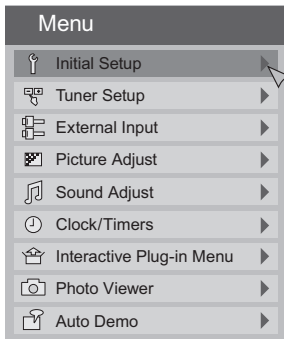 Menu
Initial Setup
Tuner Setup
External Input
Picture Adjust
Sound Adjust
Clock/Timers
Interactive Plug-in Menu
Photo Viewer
Auto Demo